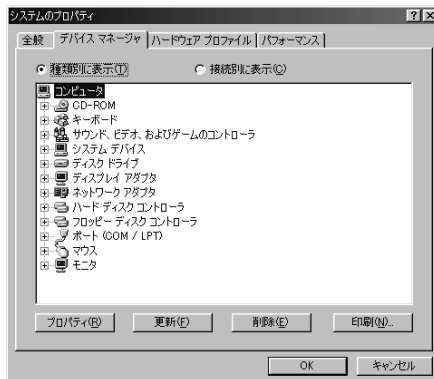 システムのプロパティ
全般 デバイス マネージャ ハードウェア プロファイル パフォーマンス
種類別に表示(T) 接続別に表示(C)
コンピュータ
CD-ROM
キーボード
サウンド、ビデオ、およびゲームのコントローラ
システム デバイス
ディスク ドライブ
ディスプレイ アダプタ
ネットワーク アダプタ
ハード ディスク コントローラ
フロッピー ディスク コントローラ
ポート (COM / LPT)
マウス
モニタ
プロパティ(R) 更新(F) 削除(E) 印刷(N)...
OK キャンセル